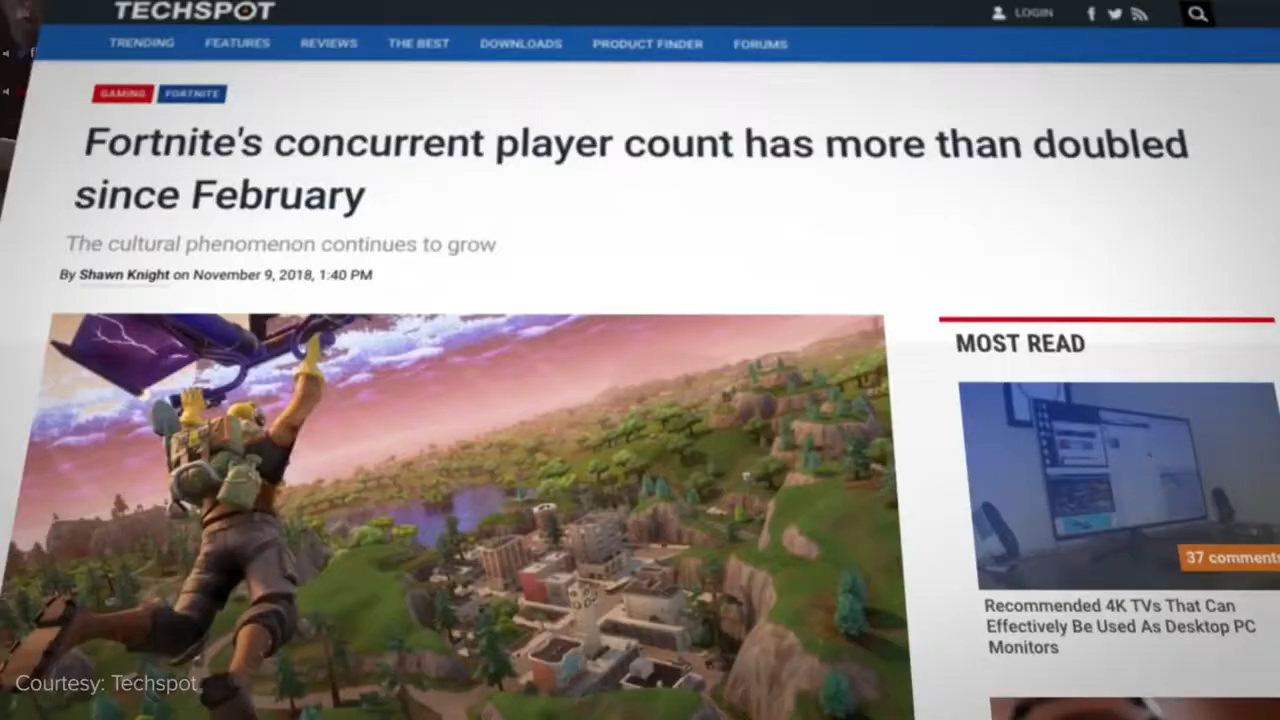 TECHSPOT
LOGIN
TRENDING FEATURES REVIEWS THE BEST DOWNLOADS PRODUCT FINDER FORUMS
GAMING FORTNITE
Fortnite's concurrent player count has more than doubled
since February
The cultural phenomenon continues to grow
By Shawn Knight on November 9, 2018, 1:40 PM
MOST READ
37 comments
Recommended 4K TVs That Can
Effectively Be Used As Desktop PC
Monitors
Courtesy: Techspot